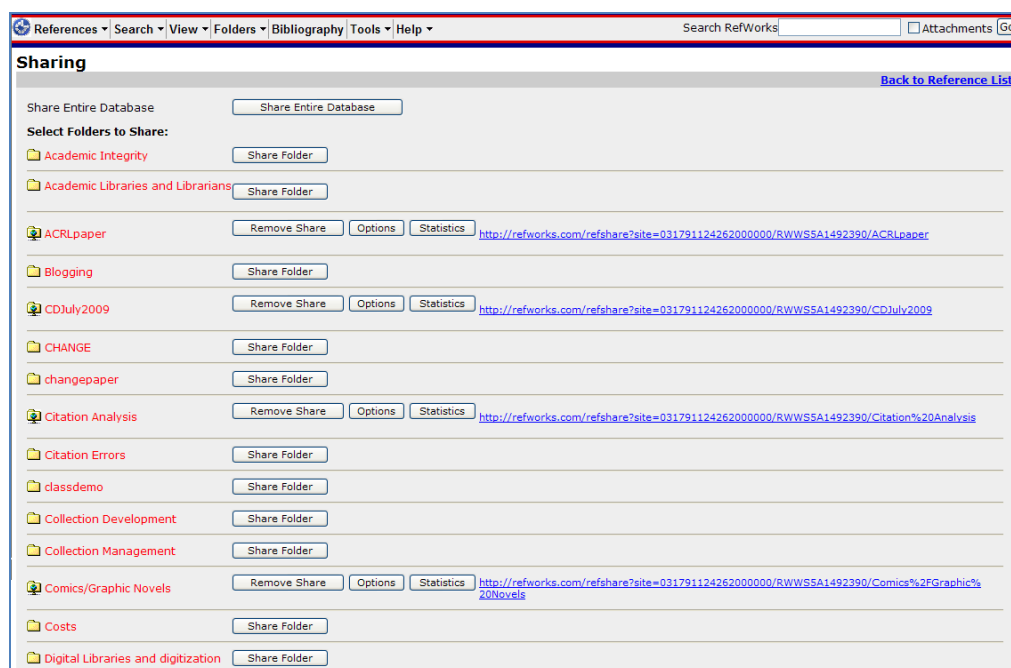 References Search View Folders Bibliography Tools Help Search RefWorks Attachments
Sharing
Back to Reference List
Share Entire Database Share Entire Database
Select Folders to Share:
Academic Integrity Share Folder
Academic Libraries and Librarians Share Folder
ACRLpaper Remove Share Options Statistics http://refworks.com/refshare?site=031791124262000000/RWWS5A1492390/ACRLpaper
Blogging Share Folder
CDJuly2009 Remove Share Options Statistics http://refworks.com/refshare?site=031791124262000000/RWWS5A1492390/CDJuly2009
CHANGE Share Folder
changepaper Share Folder
Citation Analysis Remove Share Options Statistics http://refworks.com/refshare?site=031791124262000000/RWWS5A1492390/Citation%20Analysis
Citation Errors Share Folder
classdemo Share Folder
Collection Development Share Folder
Collection Management Share Folder
Comics/Graphic Novels Remove Share Options Statistics http://refworks.com/refshare?site=031791124262000000/RWWS5A1492390/Comics%2FGraphic%
20Novels
Costs Share Folder
Digital Libraries and digitization Share Folder